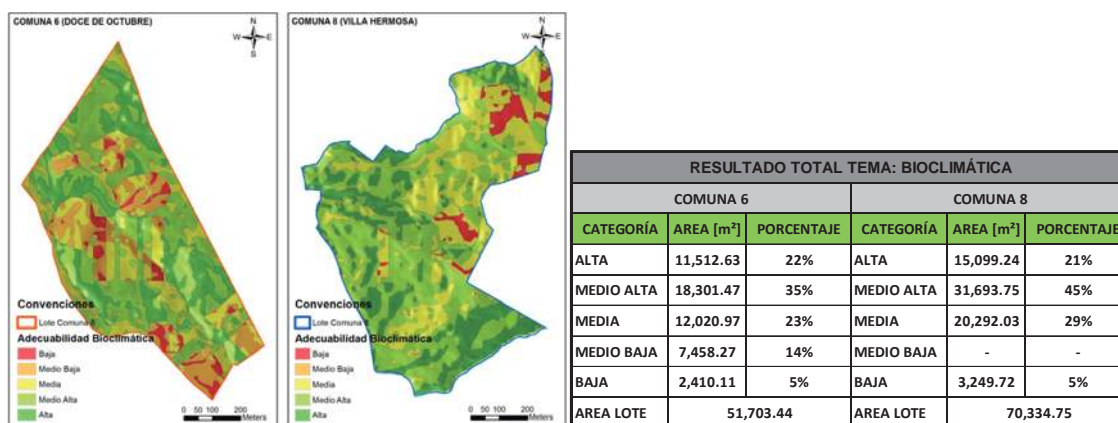 COMUNA 6 (DOCE DE OCTUBRE)
N
W E
S
Convenciones
Lote Comuna 6
Adecuabilidad Bioclimática
Baja
Medio Baja
Media
Medio Alta
Alta
0 50 100 200
Meters
COMUNA 8 (VILLA HERMOSA)
N
W E
S
Convenciones
Lote Comuna 8
Adecuabilidad Bioclimática
Baja
Medio Baja
Media
Medio Alta
Alta
0 50 100 200
Meters
RESULTADO TOTAL TEMA: BIOCLIMÁTICA
COMUNA 6 COMUNA 8
CATEGORÍA AREA [m²] PORCENTAJE CATEGORÍA AREA [m²] PORCENTAJE
ALTA 11,512.63 22% ALTA 15,099.24 21%
MEDIO ALTA 18,301.47 35% MEDIO ALTA 31,693.75 45%
MEDIA 12,020.97 23% MEDIA 20,292.03 29%
MEDIO BAJA 7,458.27 14% MEDIO BAJA - -
BAJA 2,410.11 5% BAJA 3,249.72 5%
AREA LOTE 51,703.44 AREA LOTE 70,334.75